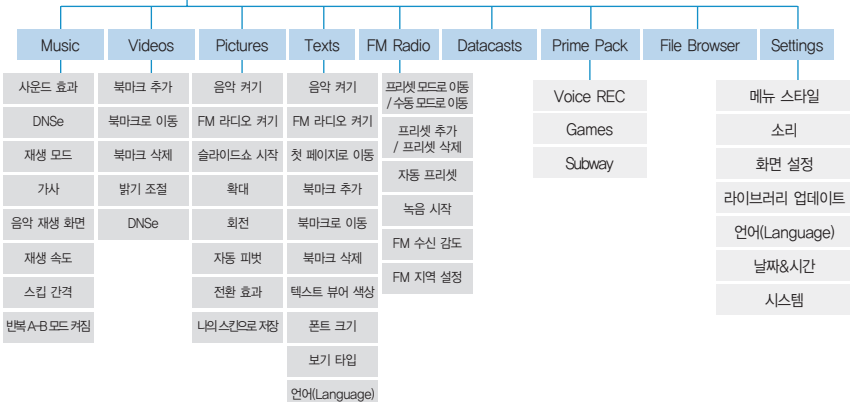 Music
Videos
Pictures
Texts
FM Radio
Datacasts
Prime Pack
File Browser
Settings
사운드 효과
DNSe
재생 모드
가사
음악 재생 화면
재생 속도
스킵 간격
반복 A-B 모드 켜짐
북마크 추가
북마크로 이동
북마크 삭제
밝기 조절
DNSe
음악 켜기
FM 라디오 켜기
슬라이드쇼 시작
확대
회전
자동 피벗
전환 효과
나의 스킨으로 저장
음악 켜기
FM 라디오 켜기
첫 페이지로 이동
북마크 추가
북마크로 이동
북마크 삭제
텍스트 뷰어 색상
폰트 크기
보기 타입
언어(Language)
프리셋 모드로 이동
/ 수동 모드로 이동
프리셋 추가
/ 프리셋 삭제
자동 프리셋
녹음 시작
FM 수신 감도
FM 지역 설정
Voice REC
Games
Subway
메뉴 스타일
소리
화면 설정
라이브러리 업데이트
언어(Language)
날짜&시간
시스템